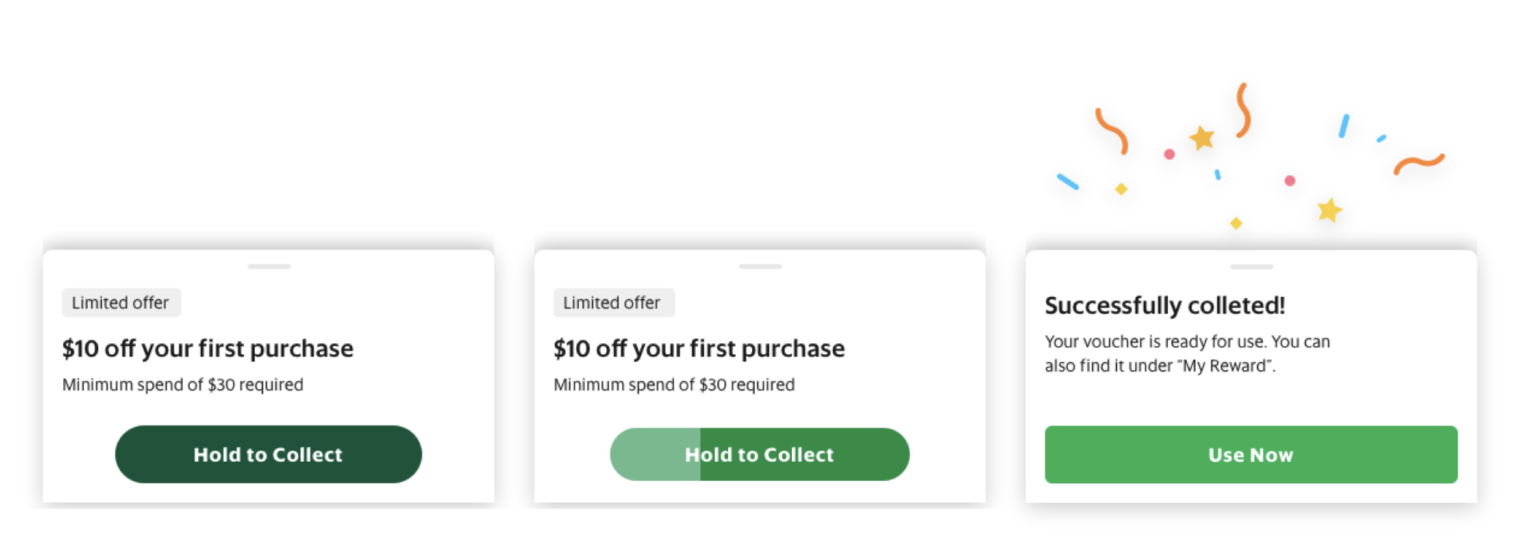 Limited offer
$10 off your first purchase
Minimum spend of $30 required
Hold to Collect
Limited offer
$10 off your first purchase
Minimum spend of $30 required
Hold to Collect
Successfully colleted!
Your voucher is ready for use. You can
also find it under “My Reward”.
Use Now